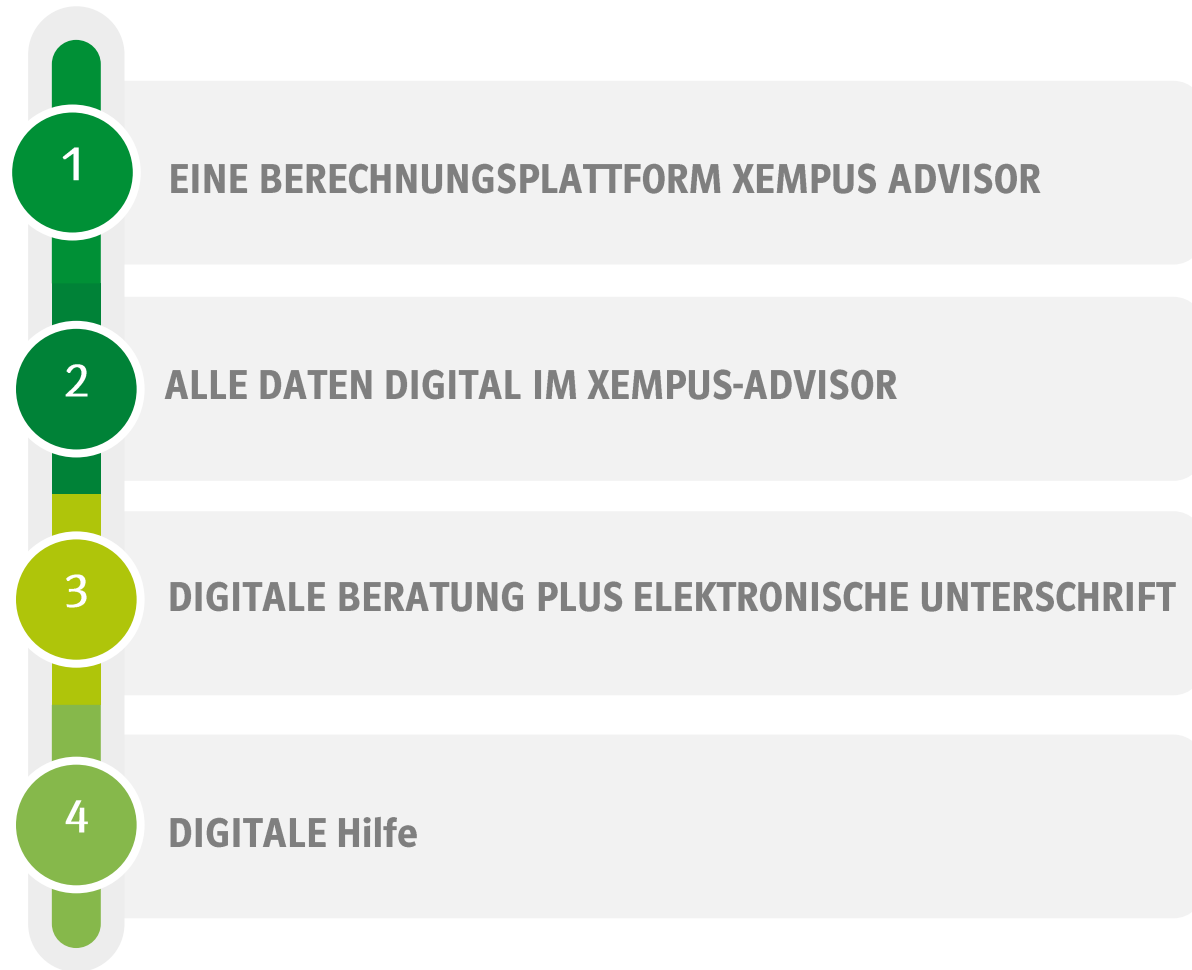 1
EINE BERECHNUNGSPLATTFORM XEMPUS ADVISOR
2
ALLE DATEN DIGITAL IM XEMPUS-ADVISOR
3
DIGITALE BERATUNG PLUS ELEKTRONISCHE UNTERSCHRIFT
4
DIGITALE Hilfe